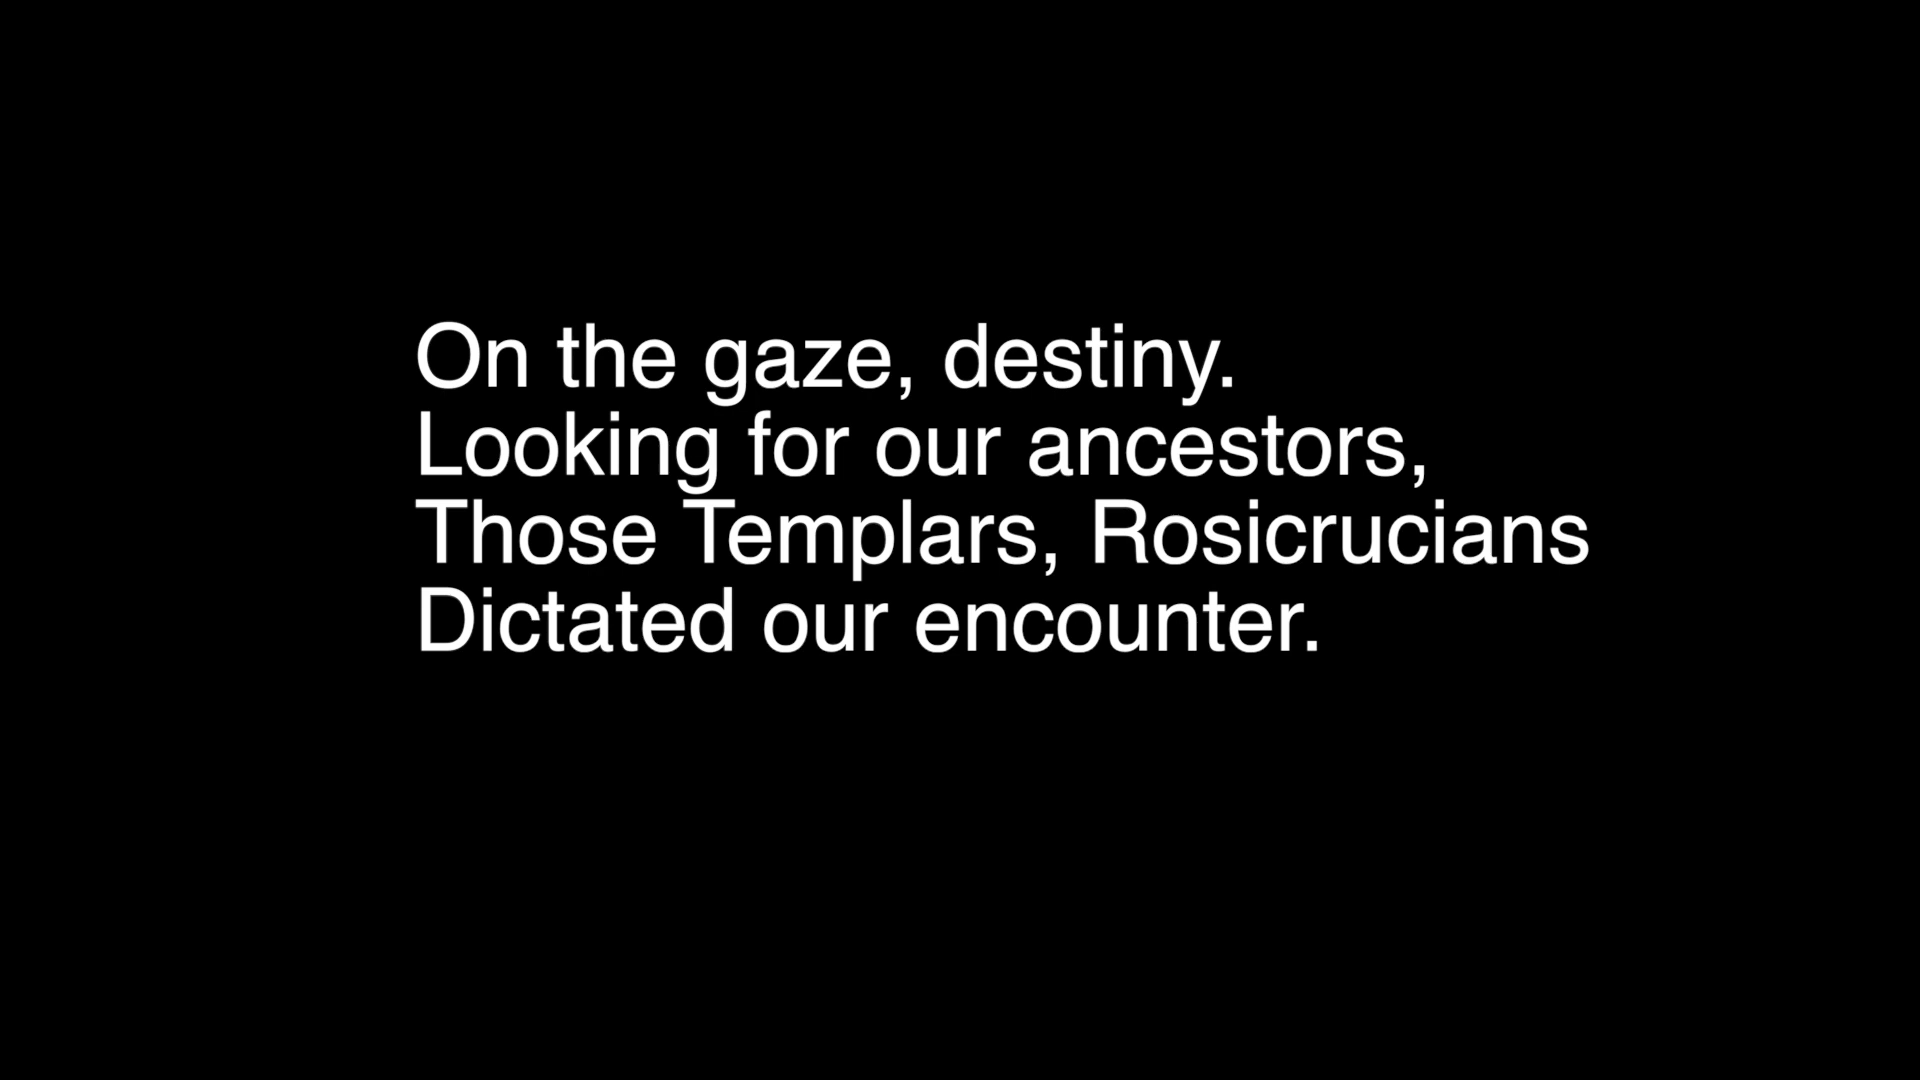 On the gaze, destiny.
Looking for our ancestors,
Those Templars, Rosicrucians
Dictated our encounter.